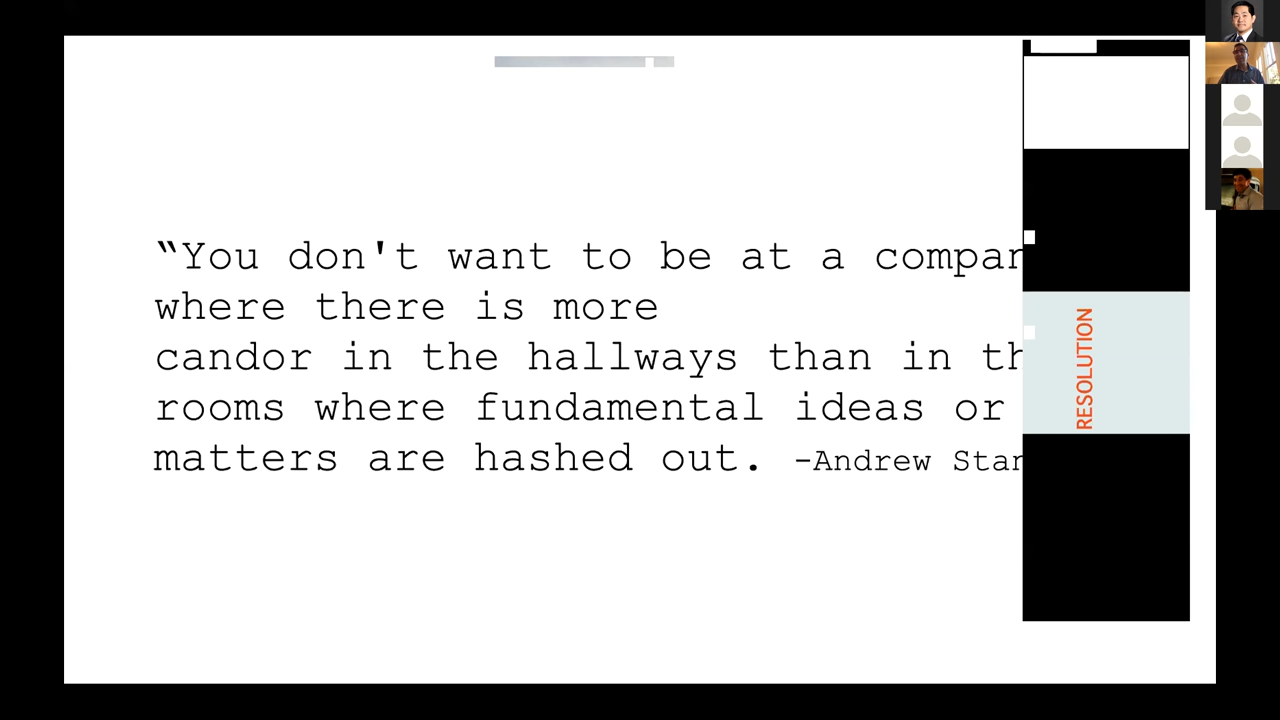 “You don't want to be at a compan
where there is more
candor in the hallways than in th
rooms where fundamental ideas or
matters are hashed out. -Andrew Stan
RESOLUTION